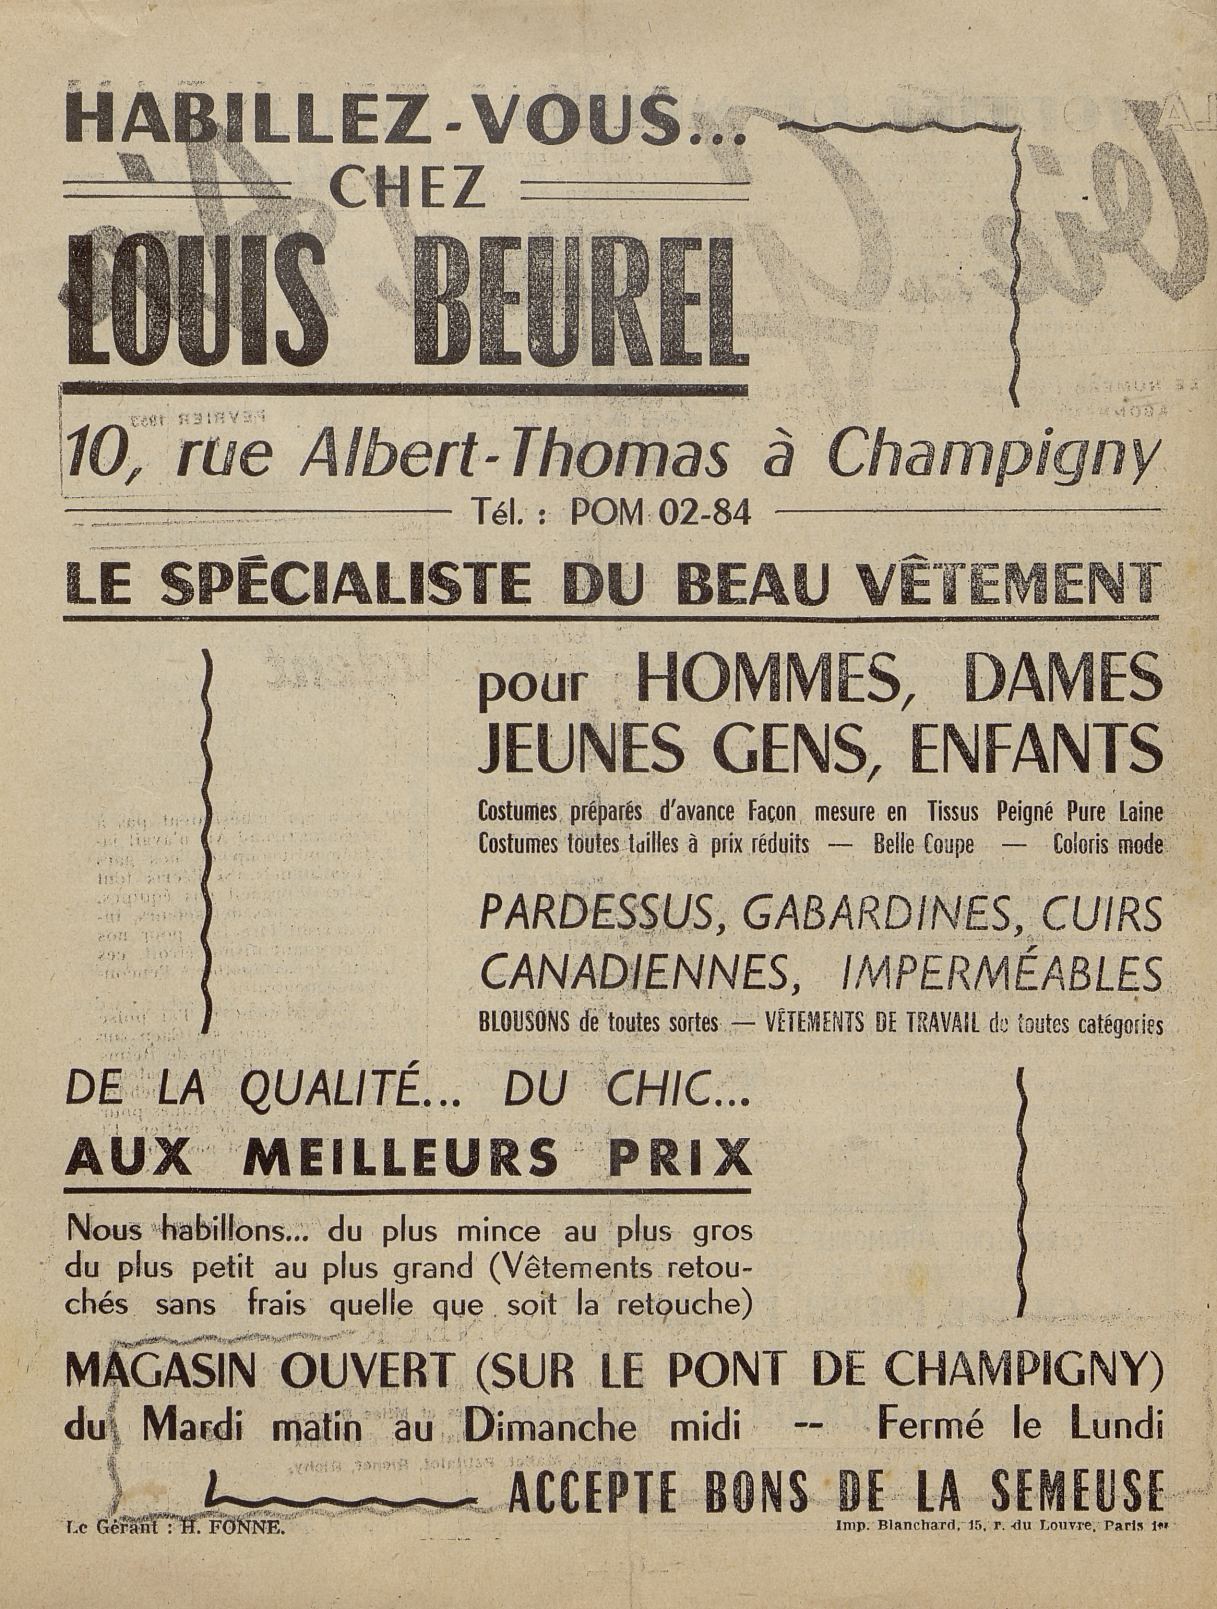 HABILLEZ-VOUS...
CHEZ
LOUIS BEUREL
10, rue Albert-Thomas à Champigny
Tél. : POM 02-84
LE SPÉCIALISTE DU BEAU VÊTEMENT
pour HOMMES, DAMES
JEUNES GENS, ENFANTS
Costumes préparés d'avance Façon mesure en Tissus Peigné Pure Laine
Costumes toutes tailles à prix réduits — Belle Coupe — Coloris mode
PARDESSUS, GABARDINES, CUIRS
CANADIENNES, IMPERMÉABLES
BLOUSONS de toutes sortes — VÊTEMENTS DE TRAVAIL de toutes catégories
DE LA QUALITÉ... DU CHIC...
AUX MEILLEURS PRIX
Nous habillons... du plus mince au plus gros
du plus petit au plus grand (Vêtements retou-
chés sans frais quelle que soit la retouche)
MAGASIN OUVERT (SUR LE PONT DE CHAMPIGNY)
du Mardi matin au Dimanche midi -- Fermé le Lundi
ACCEPTE BONS DE LA SEMEUSE
Le Gérant : H. FONNE.
Imp. Blanchard, 15, r. du Louvre, Paris 1er